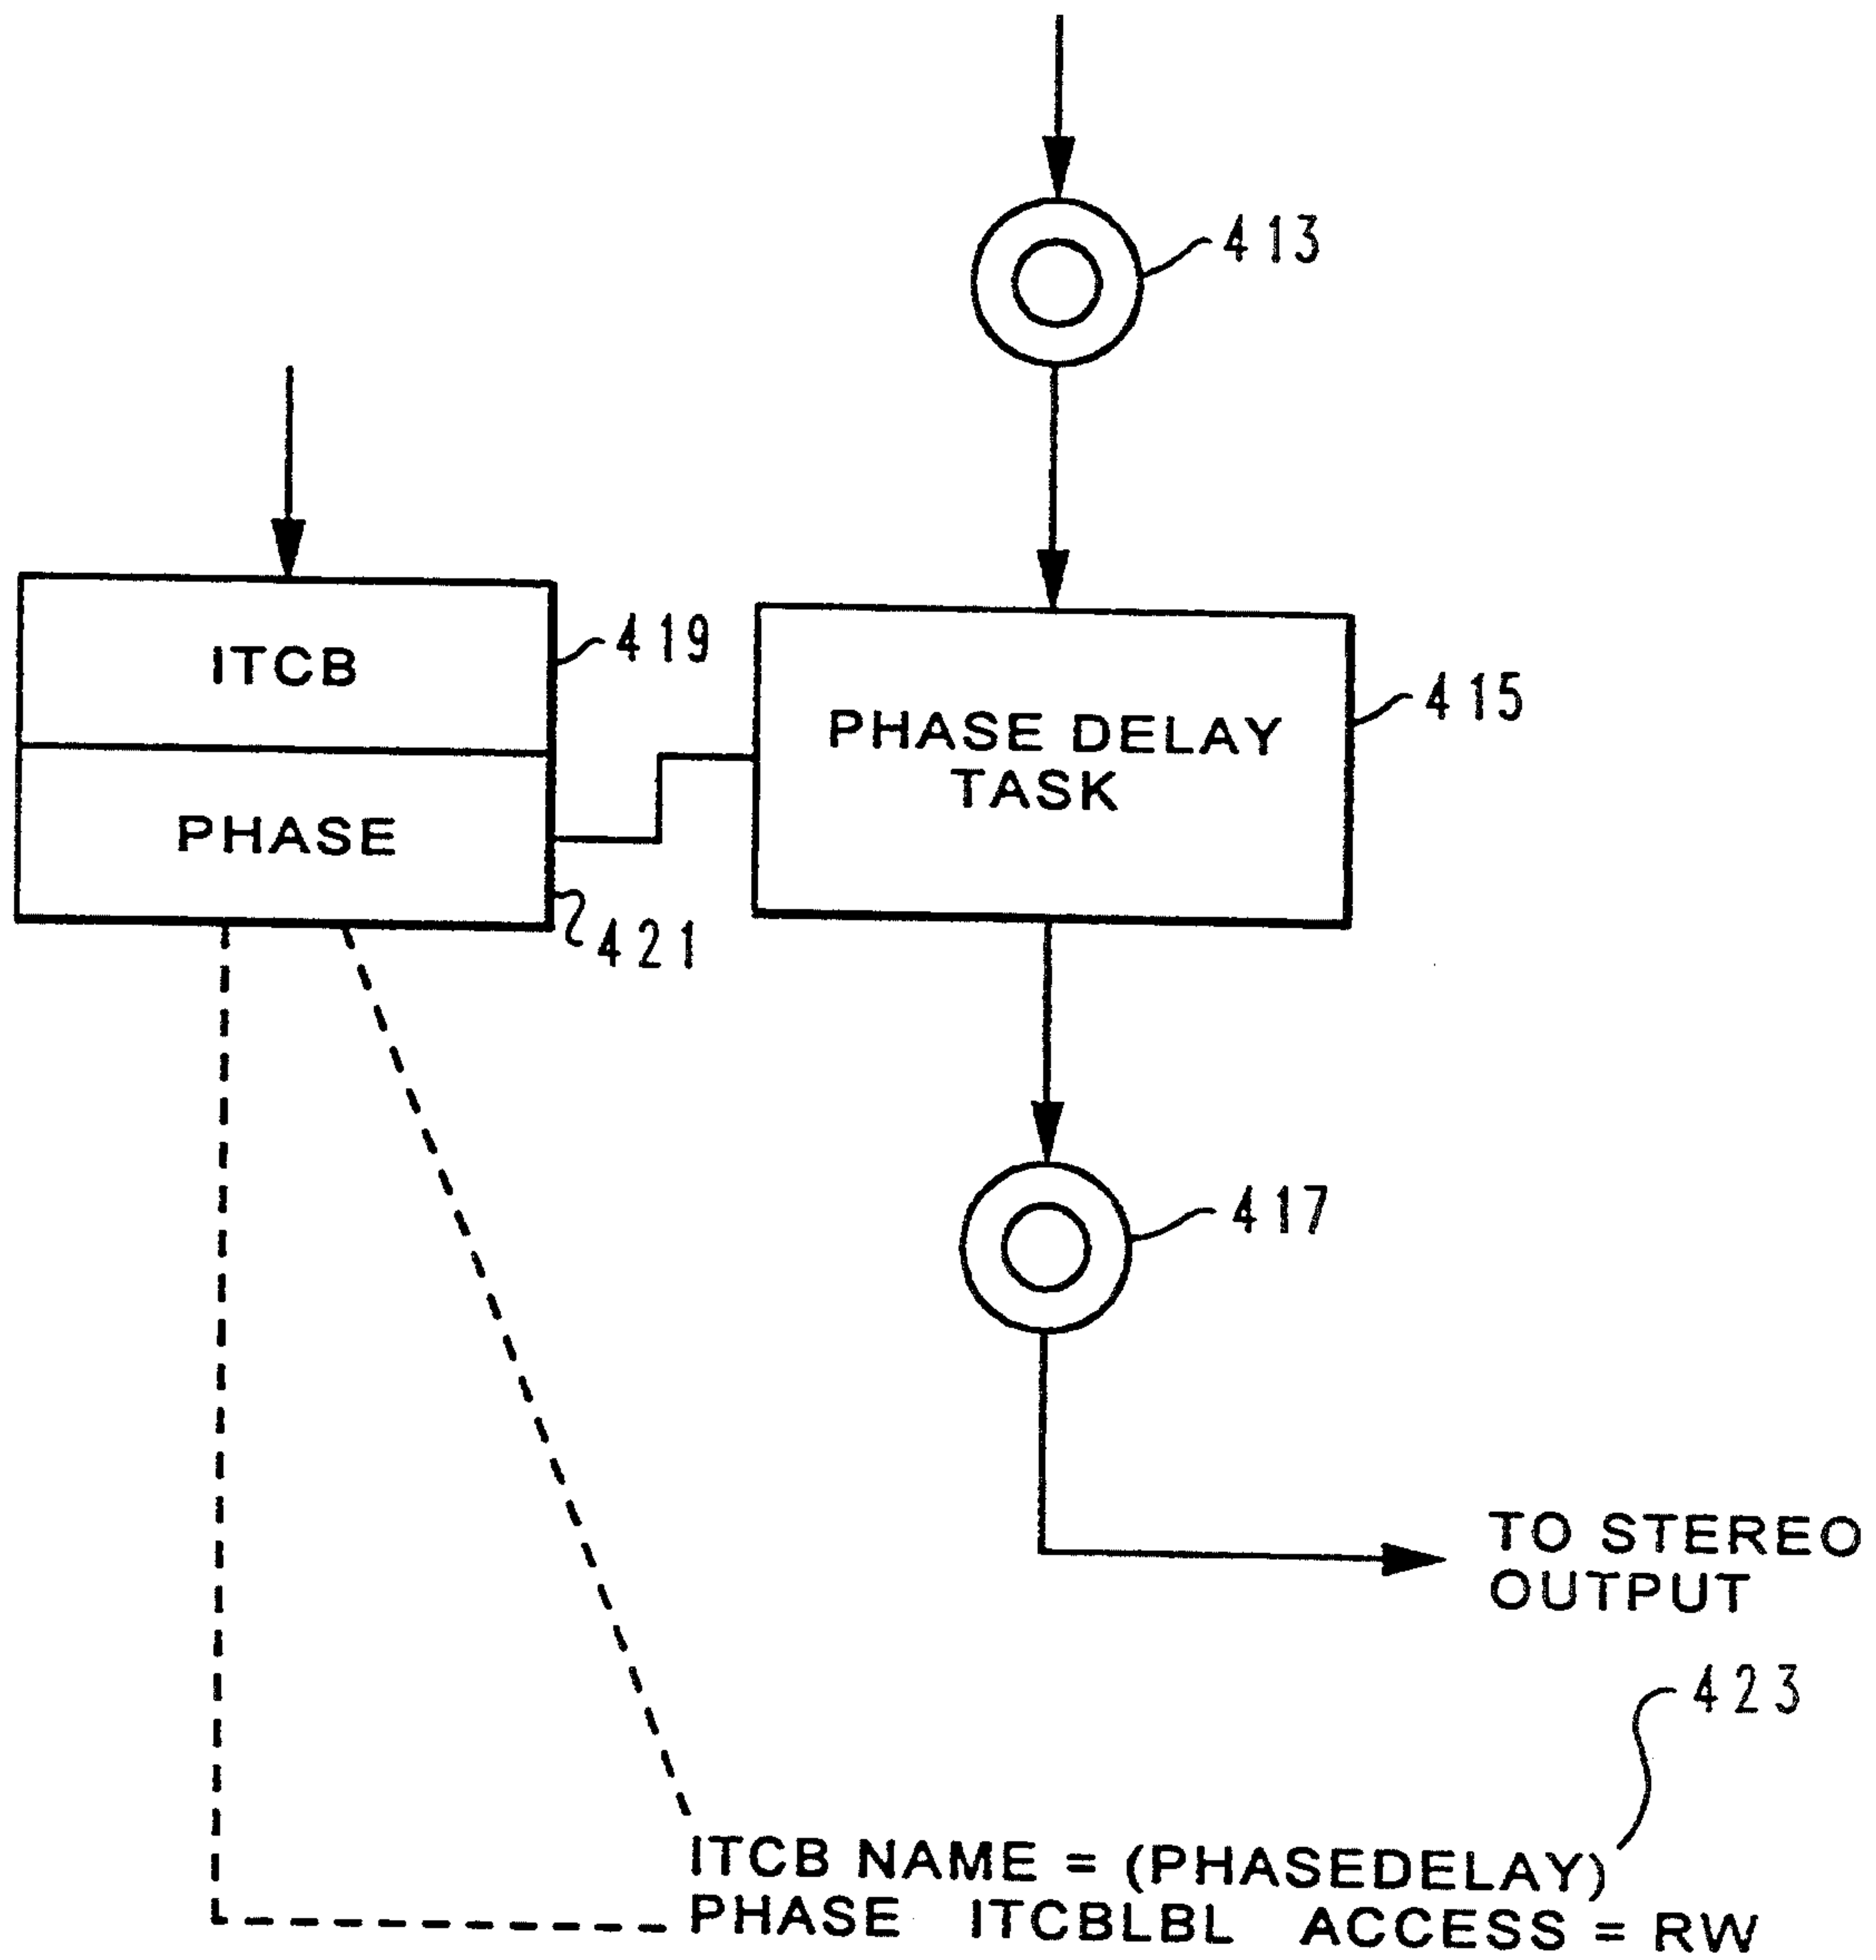 413
ITCB
419
PHASE DELAY
TASK
415
PHASE
421
417
TO STEREO
OUTPUT
423
ITCB NAME = (PHASEDELAY)
PHASE ITCBLBL ACCESS = RW